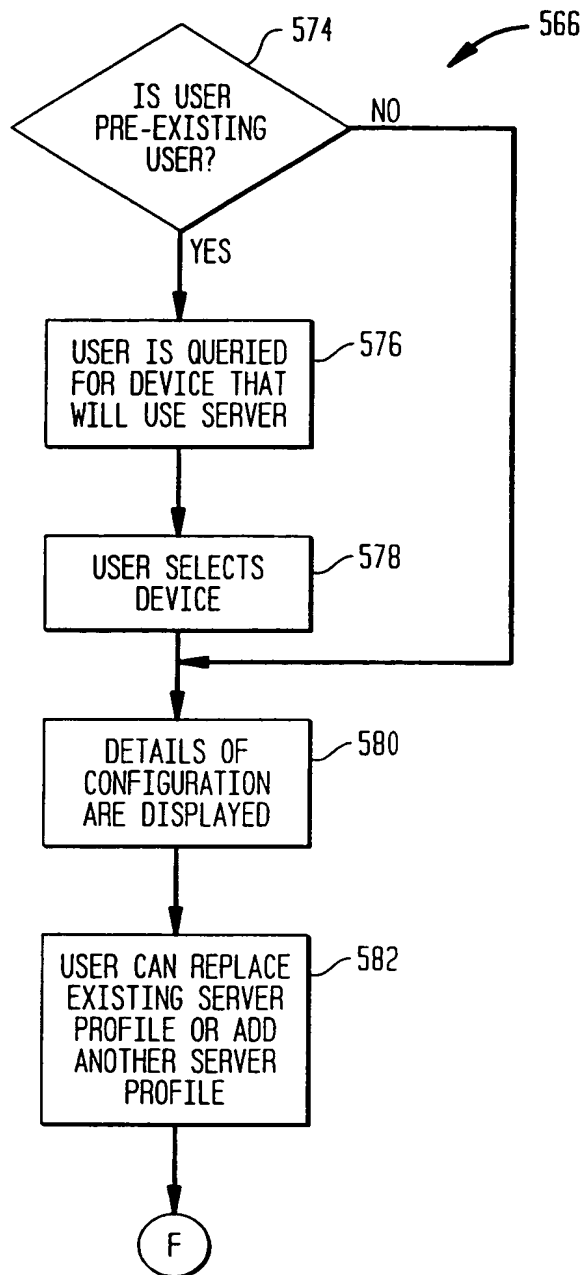 574
566
IS USER
PRE-EXISTING
USER?
NO
YES
USER IS QUERIED
FOR DEVICE THAT
WILL USE SERVER
576
USER SELECTS
DEVICE
578
DETAILS OF
CONFIGURATION
ARE DISPLAYED
580
USER CAN REPLACE
EXISTING SERVER
PROFILE OR ADD
ANOTHER SERVER
PROFILE
582
F